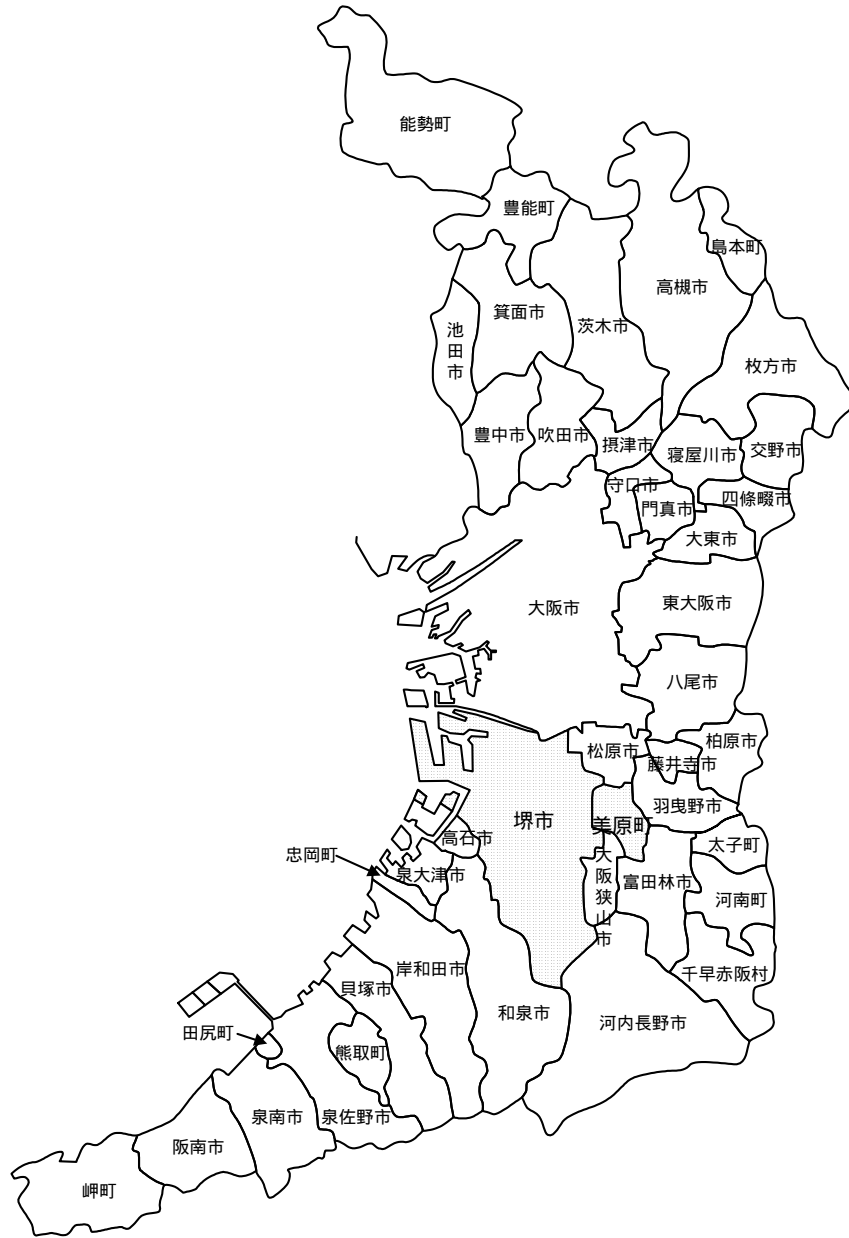 能勢町
豊能町
島本町
高槻市
箕面市
茨木市
池田市
枚方市
豊中市
吹田市
摂津市
寝屋川市
交野市
守口市
門真市
四條畷市
大東市
大阪市
東大阪市
八尾市
松原市
柏原市
藤井寺市
羽曳野市
堺市
美原町
高石市
太子町
忠岡町
泉大津市
大阪狭山市
富田林市
河南町
岸和田市
貝塚市
千早赤阪村
和泉市
河内長野市
田尻町
熊取町
泉南市
泉佐野市
阪南市
岬町